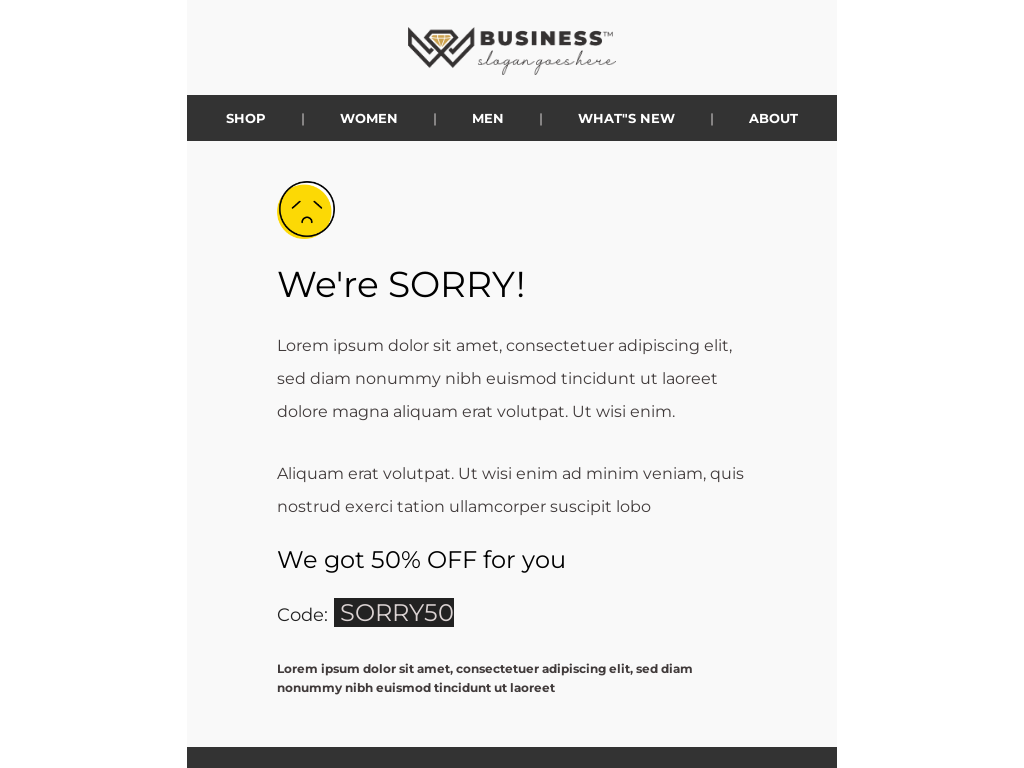 BUSINESS™
slogan goes here
SHOP | WOMEN | MEN | WHAT"S NEW | ABOUT
We're SORRY!
Lorem ipsum dolor sit amet, consectetuer adipiscing elit,
sed diam nonummy nibh euismod tincidunt ut laoreet
dolore magna aliquam erat volutpat. Ut wisi enim.
Aliquam erat volutpat. Ut wisi enim ad minim veniam, quis
nostrud exerci tation ullamcorper suscipit lobo
We got 50% OFF for you
Code: SORRY50
Lorem ipsum dolor sit amet, consectetuer adipiscing elit, sed diam
nonummy nibh euismod tincidunt ut laoreet